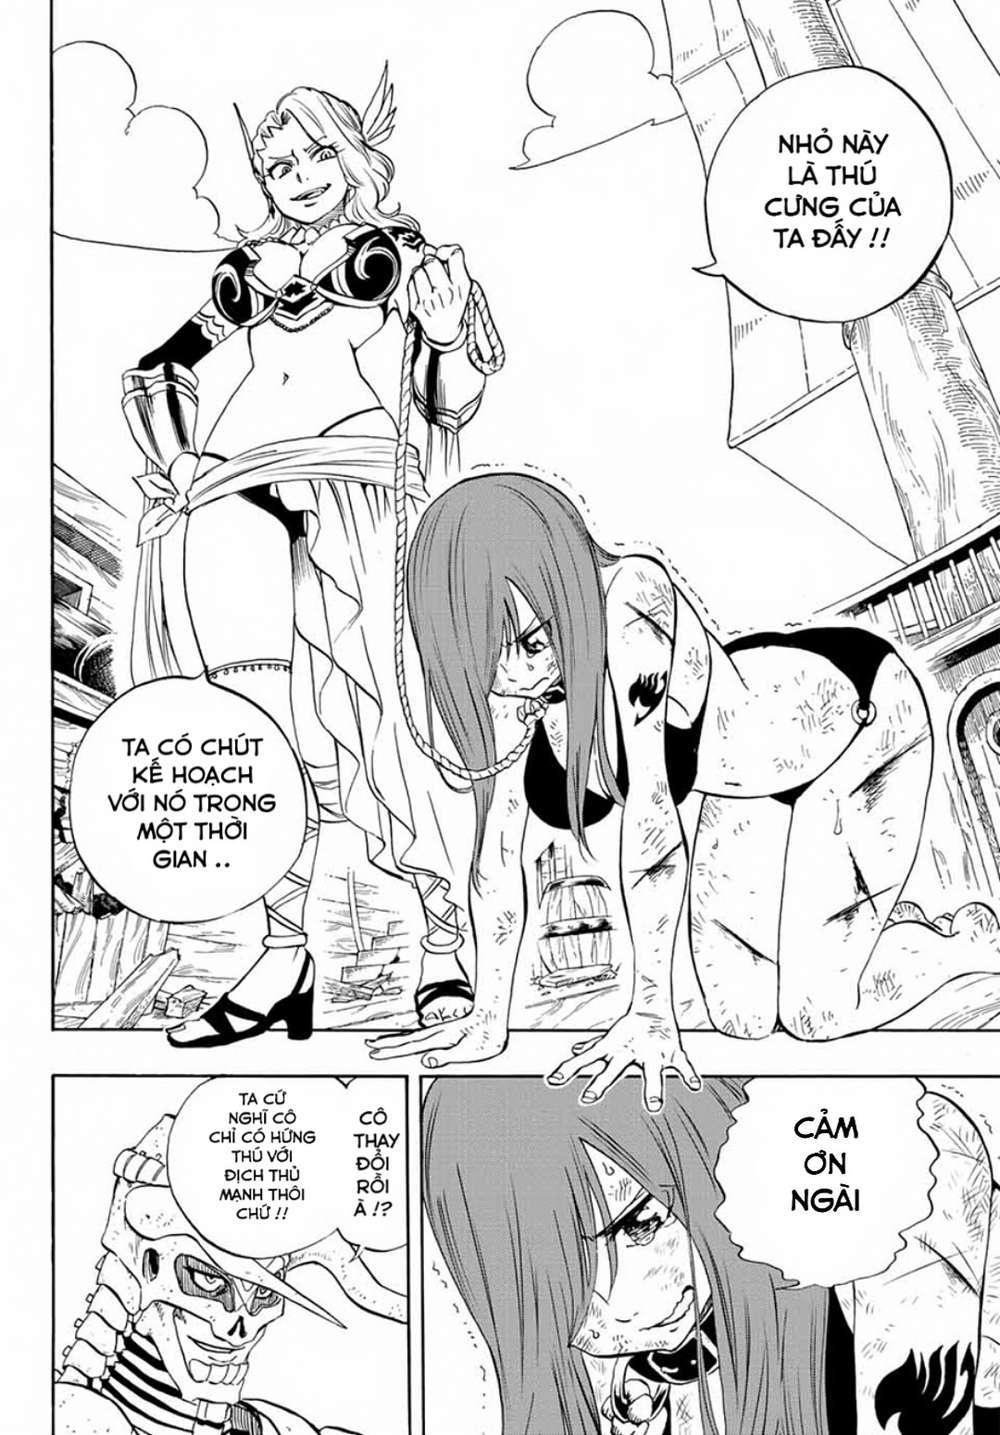 NHỎ NÀY
LÀ THÚ
CƯNG CỦA
TA ĐẤY !!
TA CÓ CHÚT
KẾ HOẠCH
VỚI NÓ TRONG
MỘT THỜI
GIAN ..
CẢM
ƠN
NGÀI
CÔ
THAY
ĐỔI
RỒI
À !?
TA CỨ
NGHĨ CÔ
CHỈ CÓ HỨNG
THÚ VỚI
ĐỊCH THỦ
MẠNH THÔI
CHỨ !!